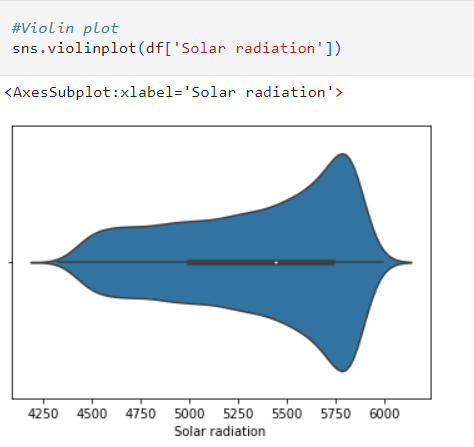 #Violin plot
sns.violinplot(df['Solar radiation'])
<AxesSubplot:xlabel='Solar radiation'>
4250 4500 4750 5000 5250 5500 5750 6000
Solar radiation